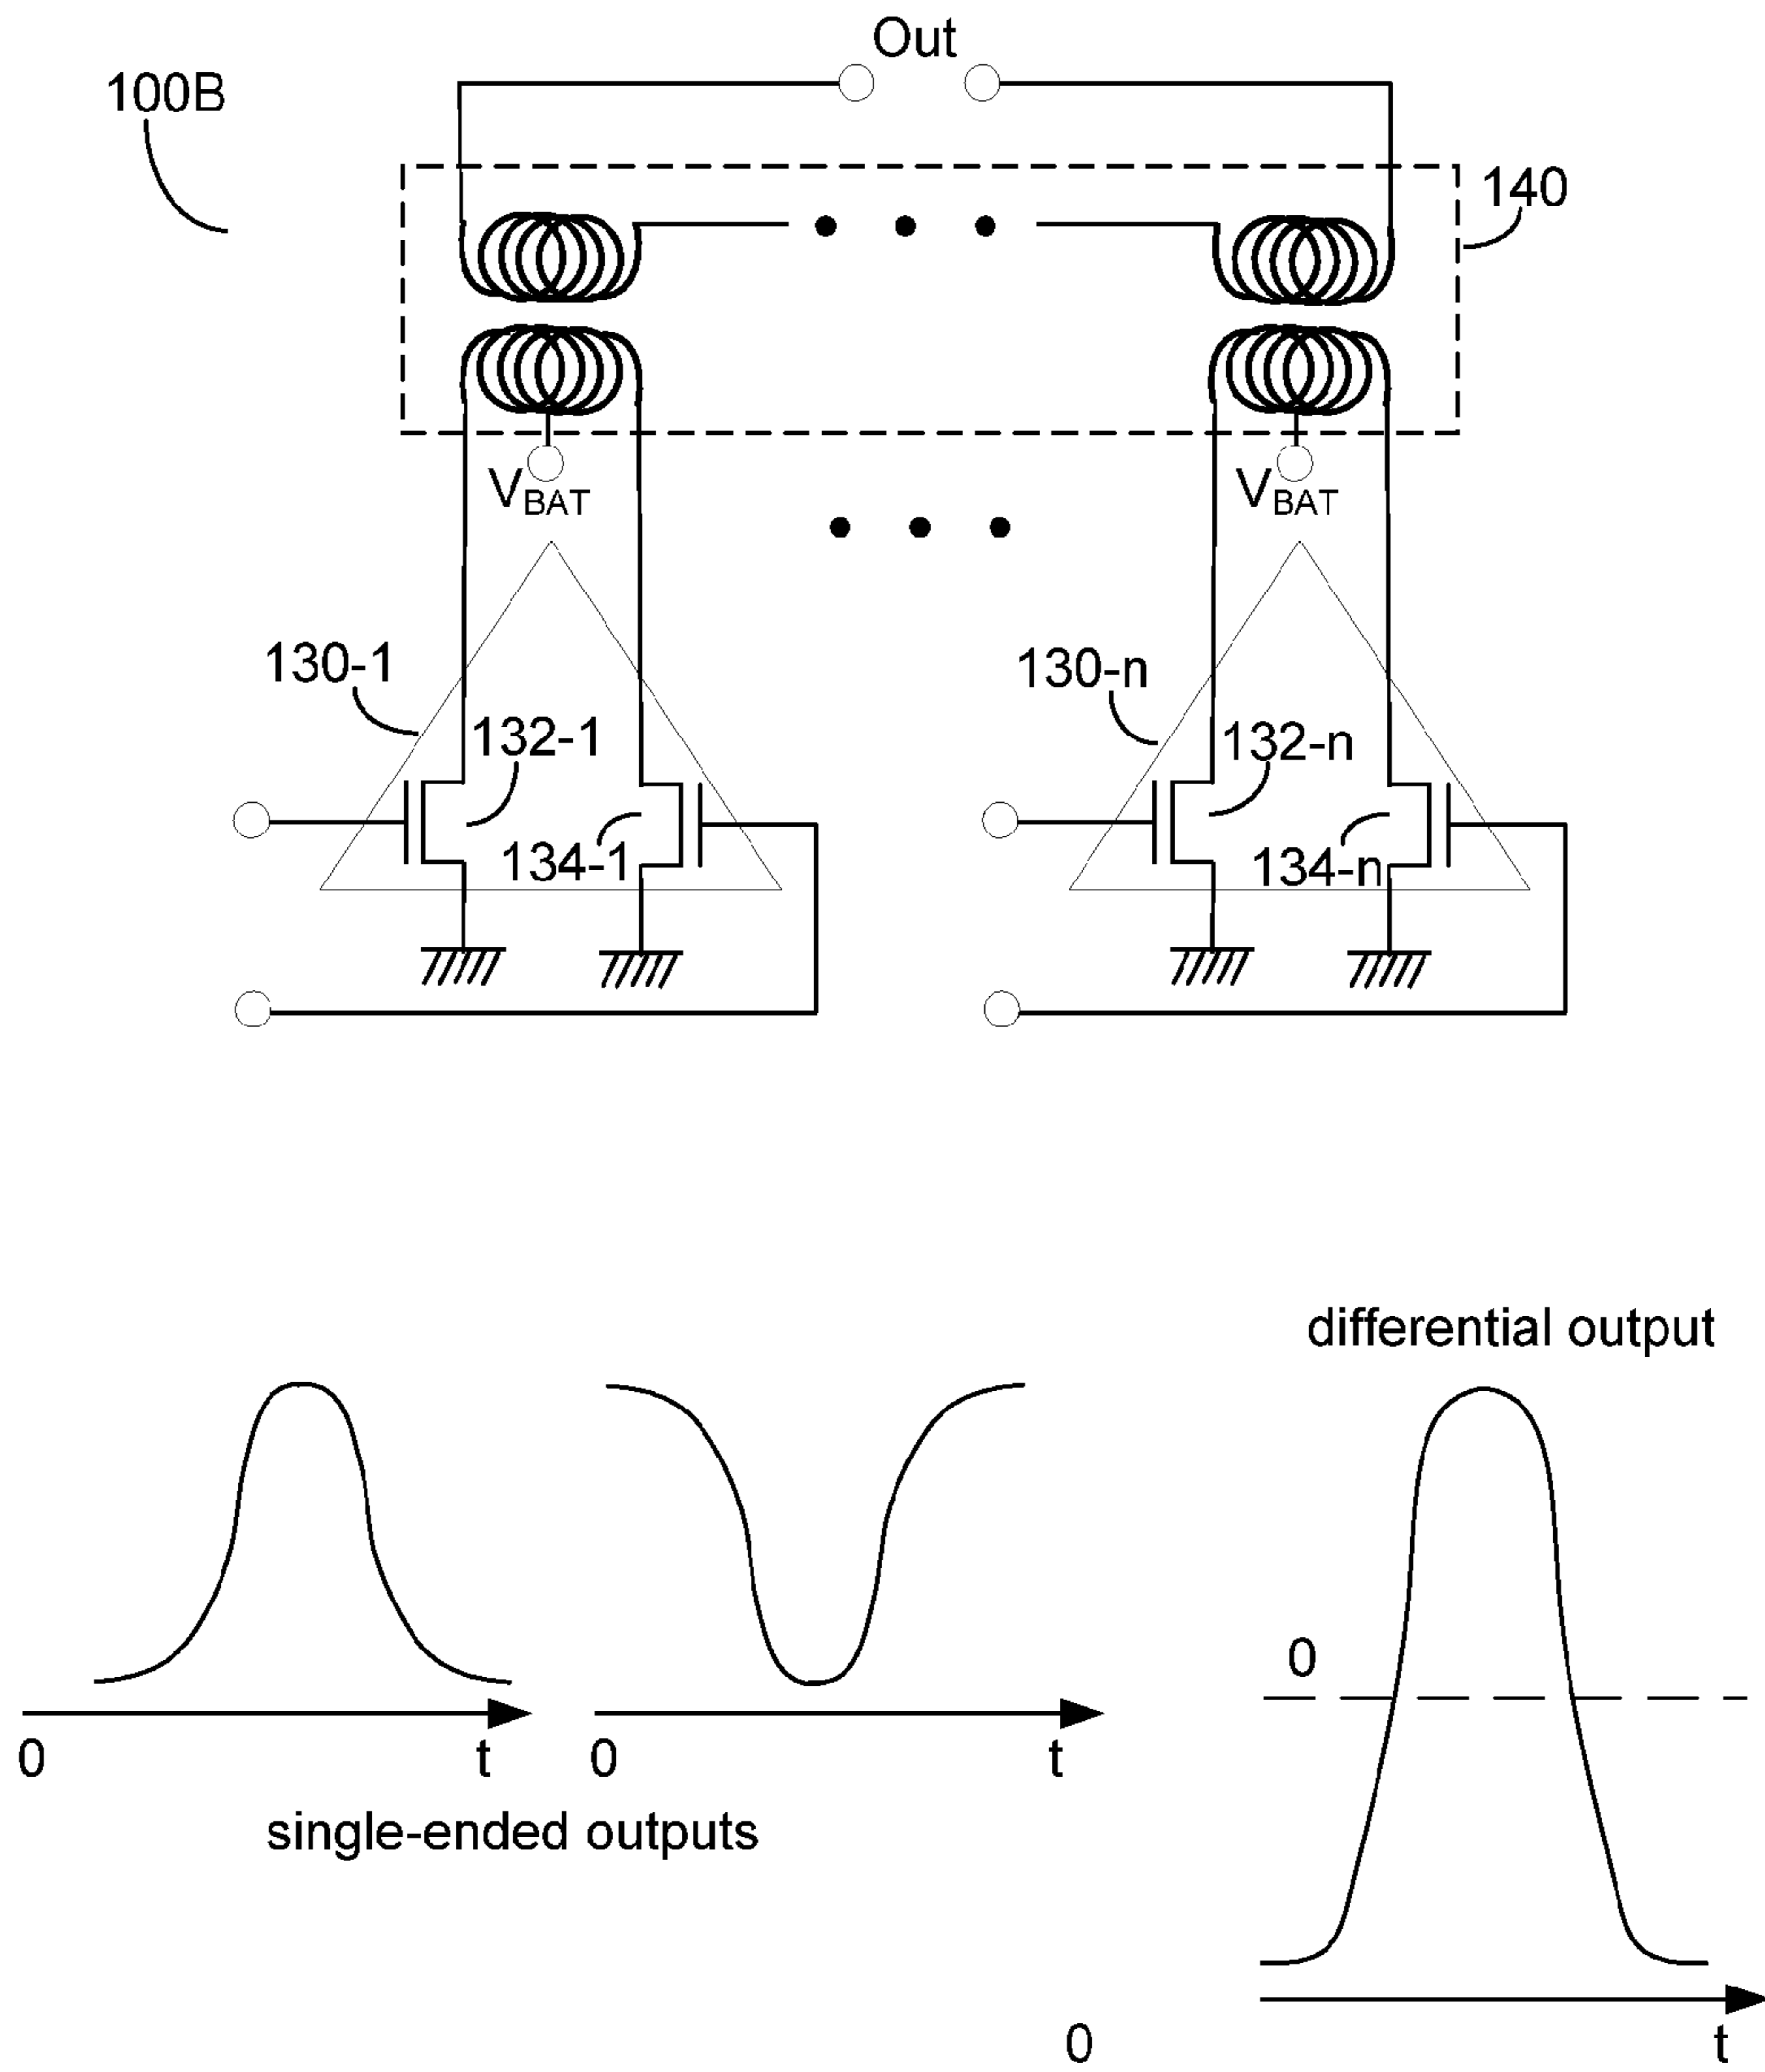 Out
100B
140
VBAT
VBAT
130-1
130-n
132-1
132-n
134-1
134-n
differential output
0
0
t
0
t
single-ended outputs
0
t